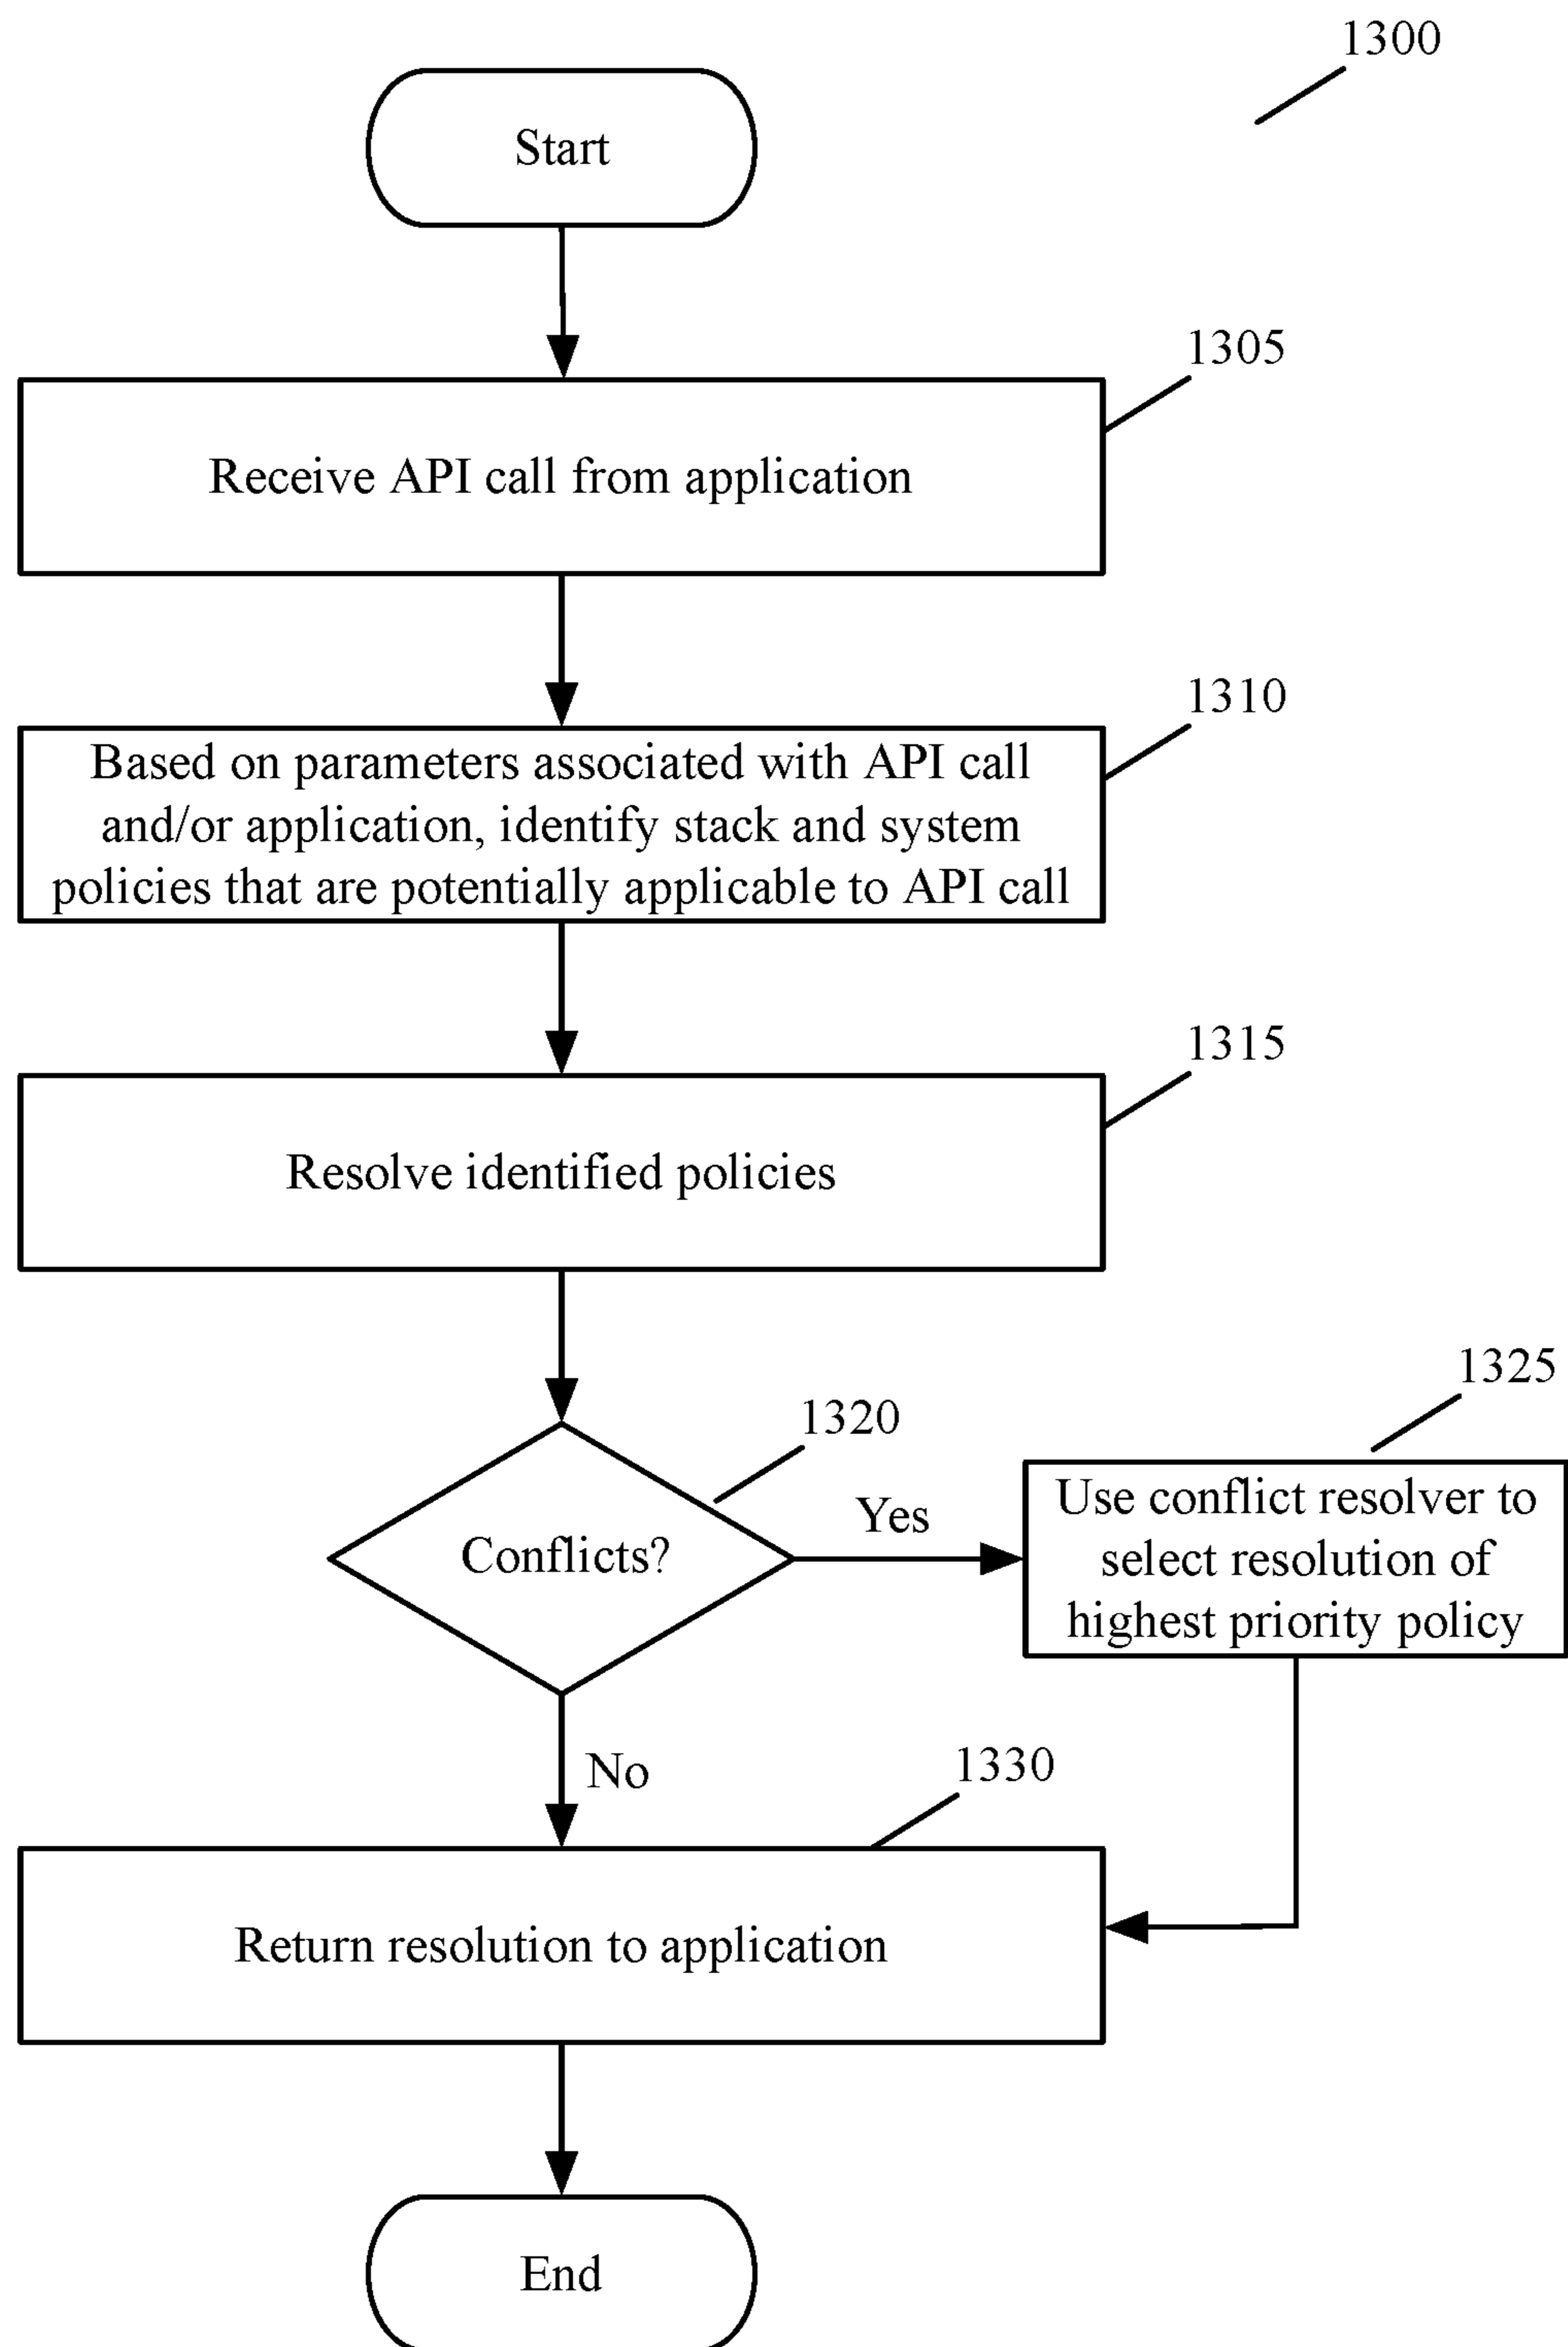 1300
Start
1305
Receive API call from application
1310
Based on parameters associated with API call
and/or application, identify stack and system
policies that are potentially applicable to API call
1315
Resolve identified policies
1320
Conflicts?
Yes
1325
Use conflict resolver to
select resolution of
highest priority policy
No
1330
Return resolution to application
End